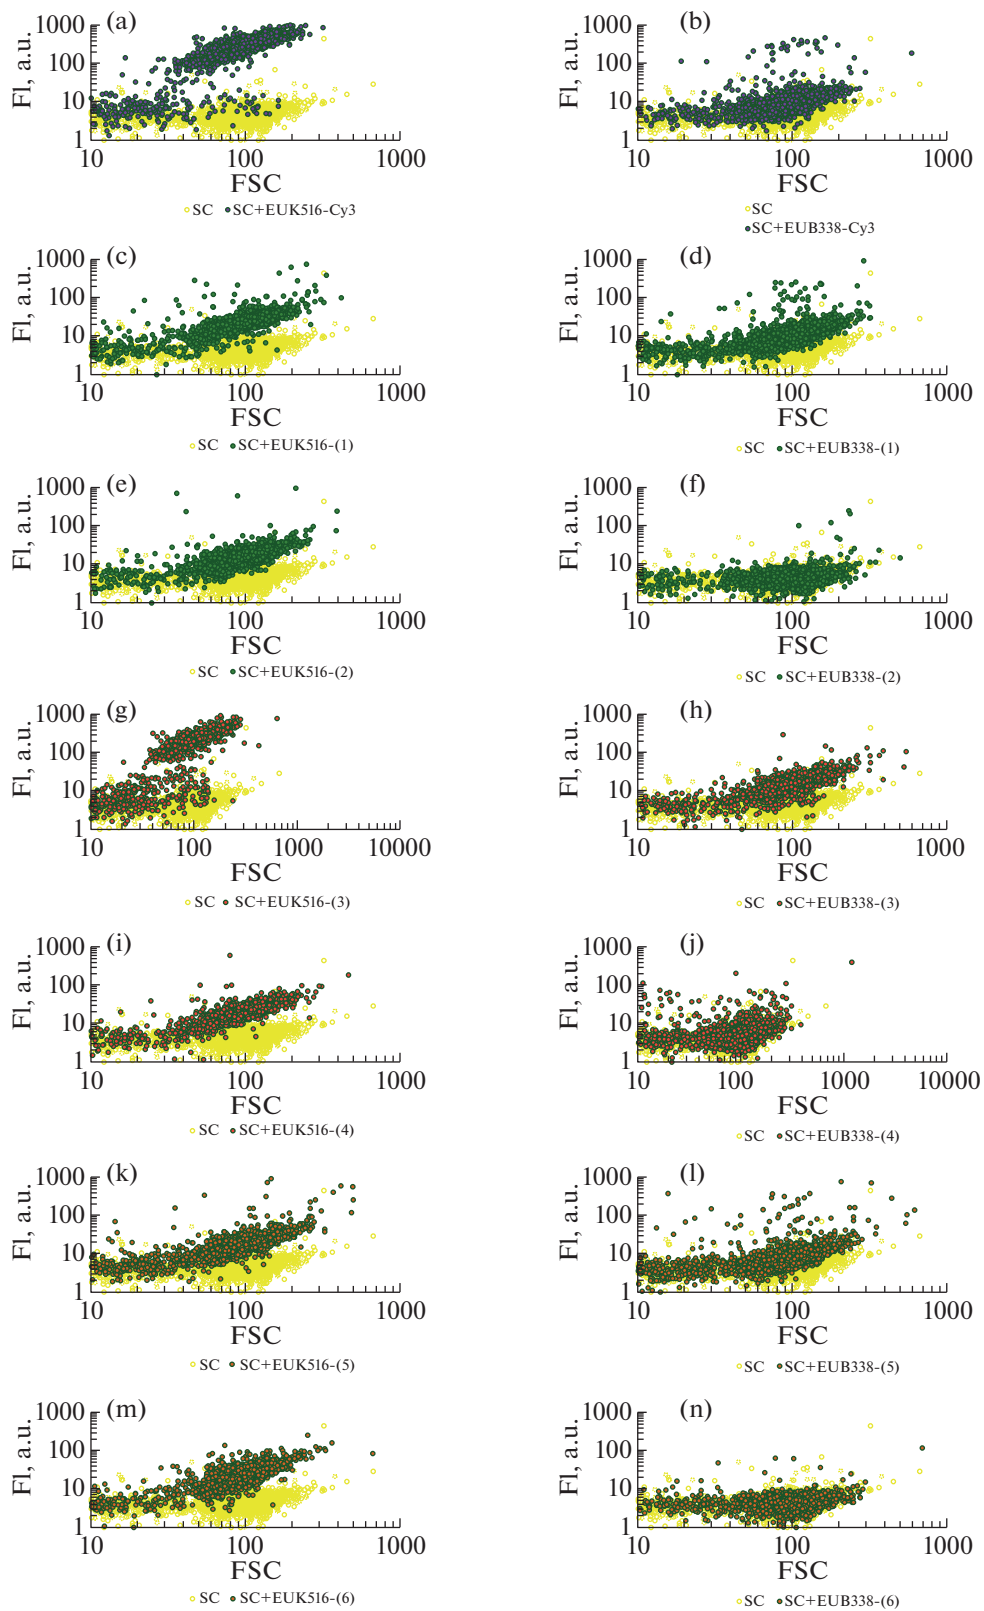 (a)
Fl, a.u.
1000
100
10
1
10 100 1000
FSC
SC SC+EUK516-Cy3
(b)
Fl, a.u.
1000
100
10
1
10 100 1000
FSC
SC
SC+EUB338-Cy3
(c)
Fl, a.u.
1000
100
10
1
10 100 1000
FSC
SC SC+EUK516-(1)
(d)
Fl, a.u.
1000
100
10
1
10 100 1000
FSC
SC SC+EUB338-(1)
(e)
Fl, a.u.
1000
100
10
1
10 100 1000
FSC
SC SC+EUK516-(2)
(f)
Fl, a.u.
1000
100
10
1
10 100 1000
FSC
SC SC+EUB338-(2)
(g)
Fl, a.u.
1000
100
10
1
10 100 1000 10000
FSC
SC SC+EUK516-(3)
(h)
Fl, a.u.
1000
100
10
1
10 100 1000
FSC
SC SC+EUB338-(3)
(i)
Fl, a.u.
1000
100
10
1
10 100 1000
FSC
SC SC+EUK516-(4)
(j)
Fl, a.u.
1000
100
10
1
10 100 1000 10000
FSC
SC SC+EUB338-(4)
(k)
Fl, a.u.
1000
100
10
1
10 100 1000
FSC
SC SC+EUK516-(5)
(l)
Fl, a.u.
1000
100
10
1
10 100 1000
FSC
SC SC+EUB338-(5)
(m)
Fl, a.u.
1000
100
10
1
10 100 1000
FSC
SC SC+EUK516-(6)
(n)
Fl, a.u.
1000
100
10
1
10 100 1000
FSC
SC SC+EUB338-(6)